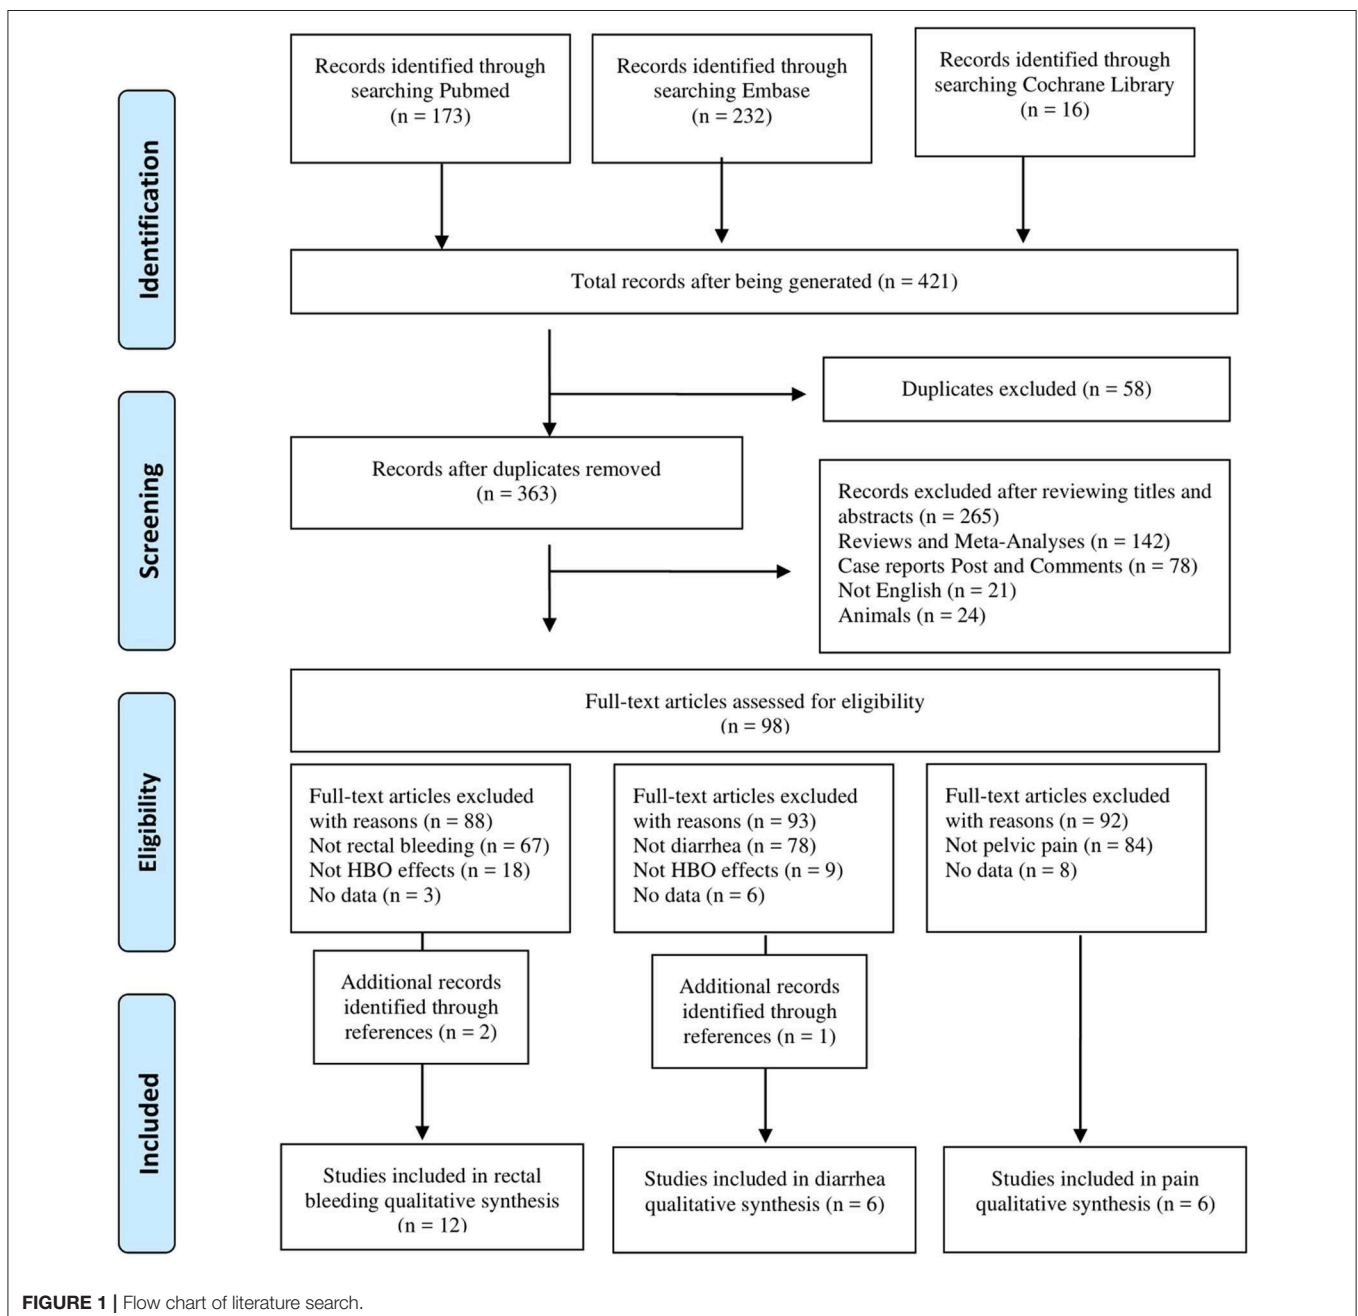 Identification
Records identified through
searching Pubmed
(n = 173)
Records identified through
searching Embase
(n = 232)
Records identified through
searching Cochrane Library
(n = 16)
Total records after being generated (n = 421)
Screening
Duplicates excluded (n = 58)
Records after duplicates removed
(n = 363)
Records excluded after reviewing titles and
abstracts (n = 265)
Reviews and Meta-Analyses (n = 142)
Case reports Post and Comments (n = 78)
Not English (n = 21)
Animals (n = 24)
Eligibility
Full-text articles assessed for eligibility
(n = 98)
Full-text articles excluded
with reasons (n = 88)
Not rectal bleeding (n = 67)
Not HBO effects (n = 18)
No data (n = 3)
Full-text articles excluded
with reasons (n = 93)
Not diarrhea (n = 78)
Not HBO effects (n = 9)
No data (n = 6)
Full-text articles excluded
with reasons (n = 92)
Not pelvic pain (n = 84)
No data (n = 8)
Included
Additional records
identified through
references (n = 2)
Additional records
identified through
references (n = 1)
Studies included in rectal
bleeding qualitative synthesis
(n = 12)
Studies included in diarrhea
qualitative synthesis (n = 6)
Studies included in pain
qualitative synthesis (n = 6)
FIGURE 1 | Flow chart of literature search.